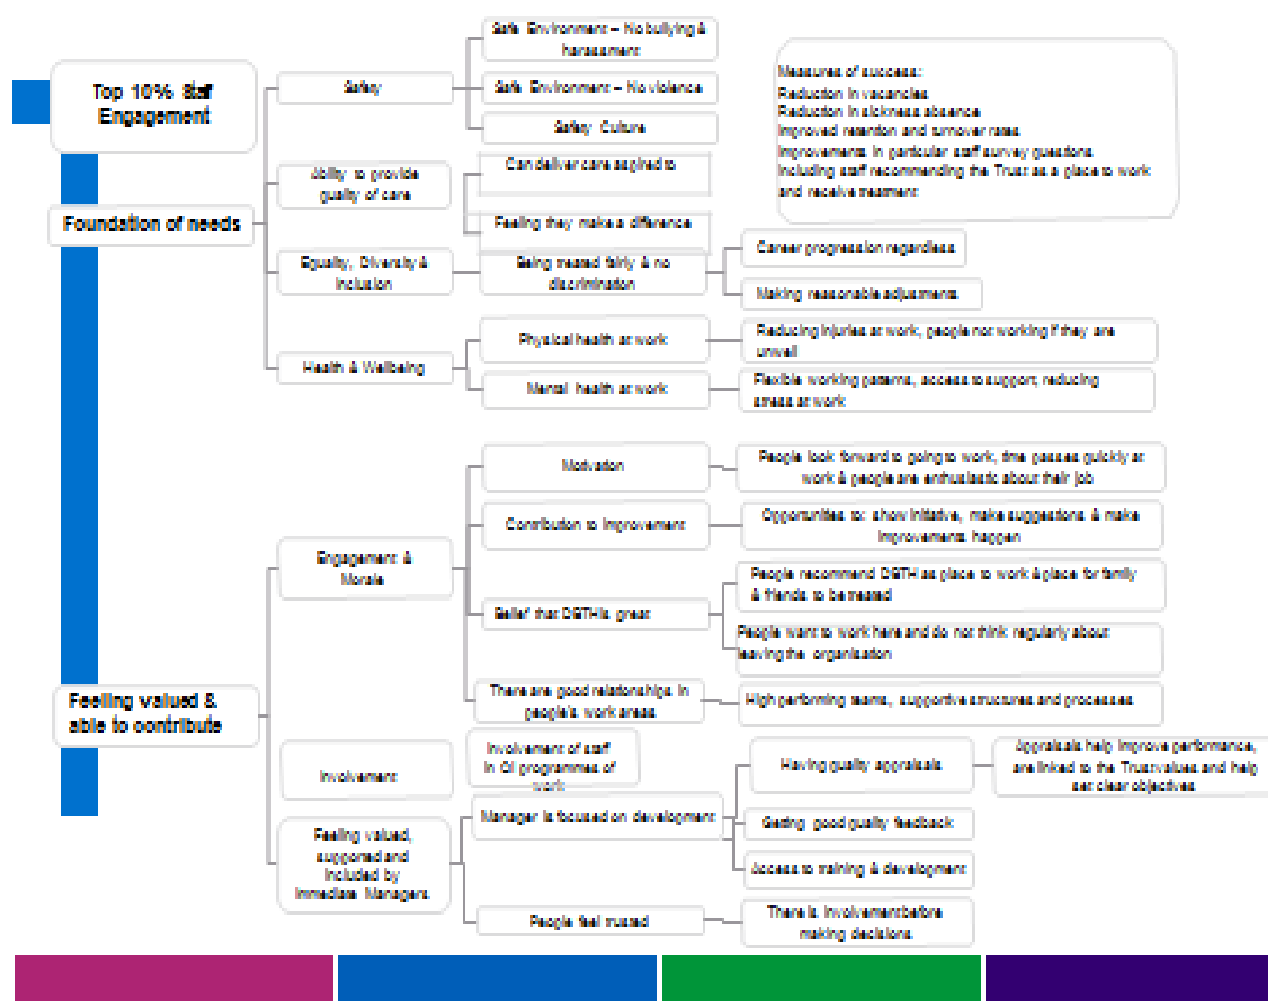 Top 10% Staff
Engagement
Foundation of needs
Safety
Safe Environment – No bullying &
harassment
Safe Environment – No violence
Safety Culture
Ability to provide
quality of care
Can deliver care aspired to
Feeling they make a difference
Equality, Diversity &
Inclusion
Being treated fairly & no
discrimination
Career progression regardless
Making reasonable adjustments
Health & Wellbeing
Physical health at work
Reducing injuries at work, people not working if they are
unwell
Mental health at work
Flexible working patterns, access to support, reducing
stress at work
Measures of success:
Reduction in vacancies
Reduction in sickness absence
Improved retention and turnover rates
Improvements in particular staff survey questions
including staff recommending the Trust as a place to work
and receive treatment
Feeling valued &
able to contribute
Engagement &
Morale
Motivation
People look forward to going to work, time passes quickly at
work & people are enthusiastic about their job
Contribution to improvement
Opportunities to: show initiative, make suggestions & make
improvements happen
Belief that DBTH is great
People recommend DBTH as place to work & place for family
& friends to be treated
People want to work here and do not think regularly about
leaving the organisation
There are good relationships in
people's work areas
High performing teams, supportive structures and processes
Involvement
Involvement of staff
in QI programmes of
work
Feeling valued,
supported and
included by
immediate Managers
Manager is focused on development
Having quality appraisals
Appraisals help improve performance,
are linked to the Trust values and help
set clear objectives
Getting good quality feedback
Access to training & development
People feel trusted
There is involvement before
making decisions